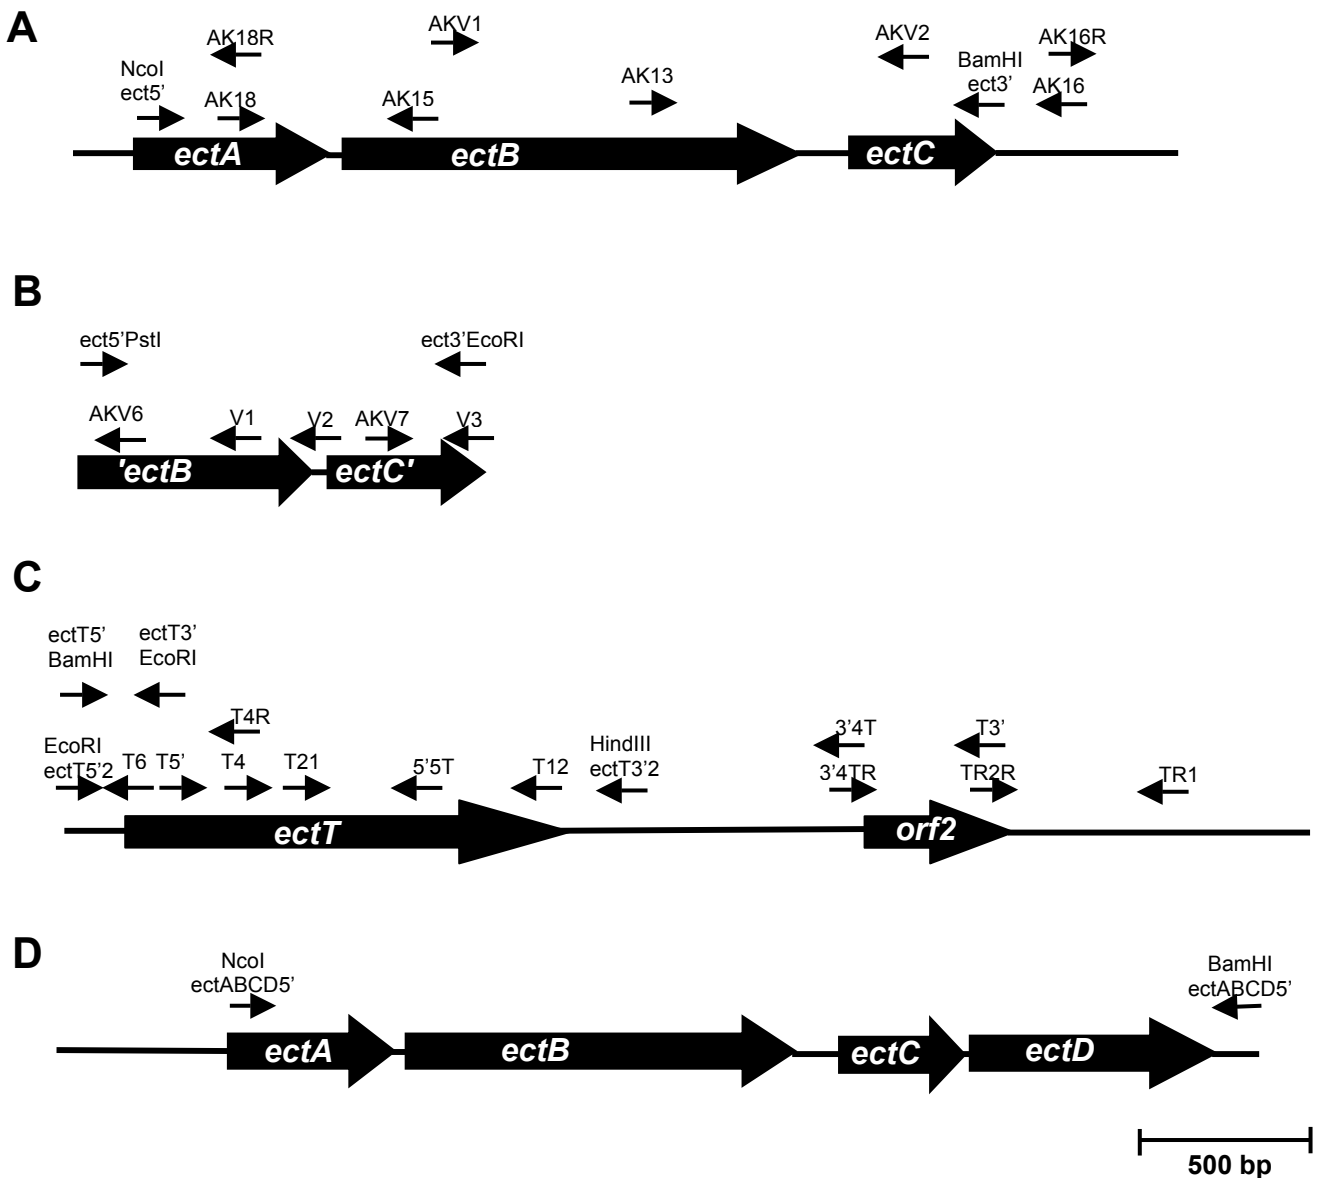 A
AKV1
AK18R
AKV2
AK16R
NcoI
ect5’
BamHI
ect3’
AK13
AK18
AK15
AK16
ectA
ectB
ectC
B
ect5’PstI
ect3’EcoRI
AKV6
V1
V2
AKV7
V3
'ectB
ectC'
C
ectT5’
BamHI
ectT3’
EcoRI
T4R
3’4T
T3’
EcoRI
ectT5’2
T6
T5’
T4
T21
5’5T
T12
HindIII
ectT3’2
3’4TR
TR2R
TR1
ectT
orf2
D
NcoI
ectABCD5’
BamHI
ectABCD5’
ectA
ectB
ectC
ectD
500 bp